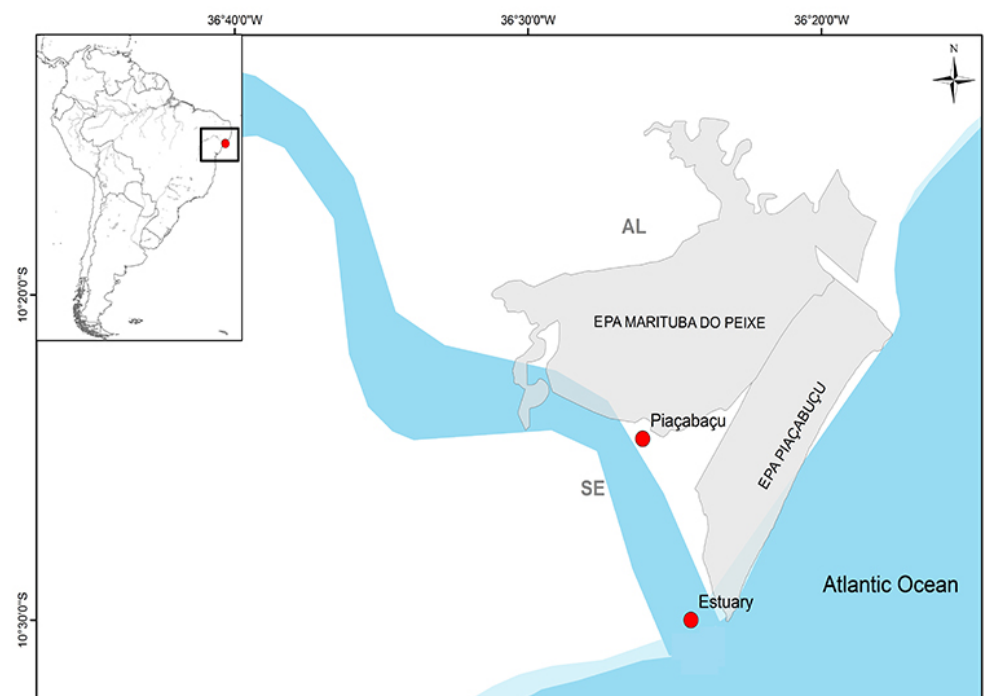 36°40'0"W
36°30'0"W
36°20'0"W
N
AL
10°20'0"S
EPA MARITUBA DO PEIXE
Piaçabaçu
EPA PIAÇABUÇU
SE
Atlantic Ocean
Estuary
10°30'0"S